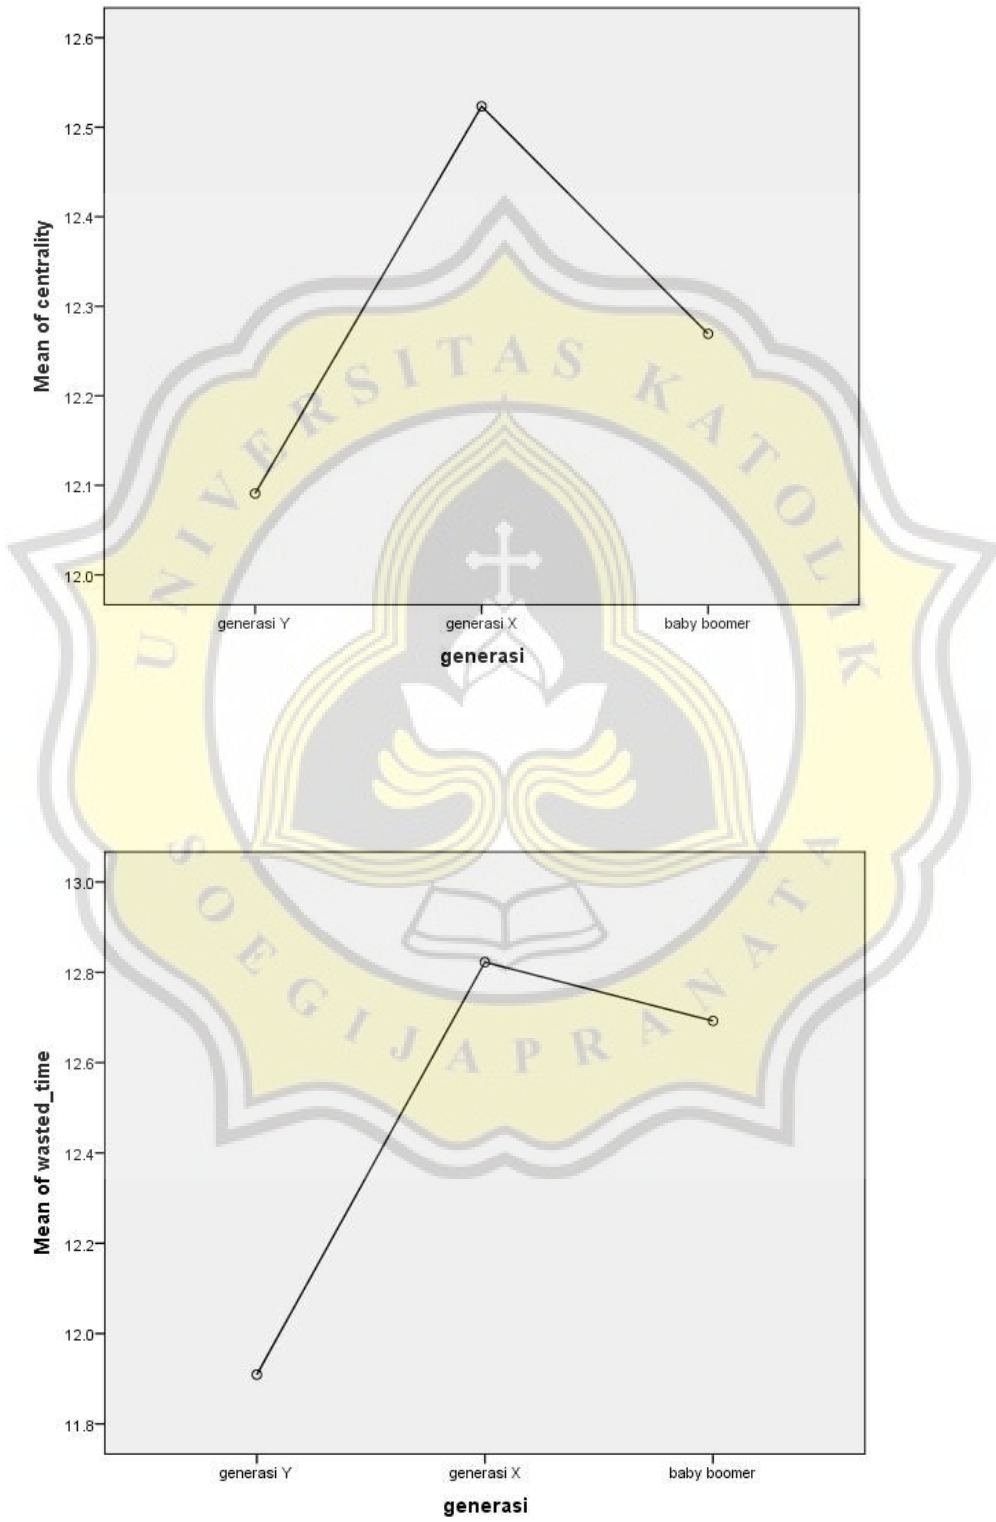 12.6
12.5
12.4
12.3
12.2
12.1
12.0
Mean of centrality
generasi Y
generasi X
baby boomer
generasi
UNIVERSITAS KATOLIK
SOEGIJAPRANATA
13.0
12.8
12.6
12.4
12.2
12.0
11.8
Mean of wasted_time
generasi Y
generasi X
baby boomer
generasi